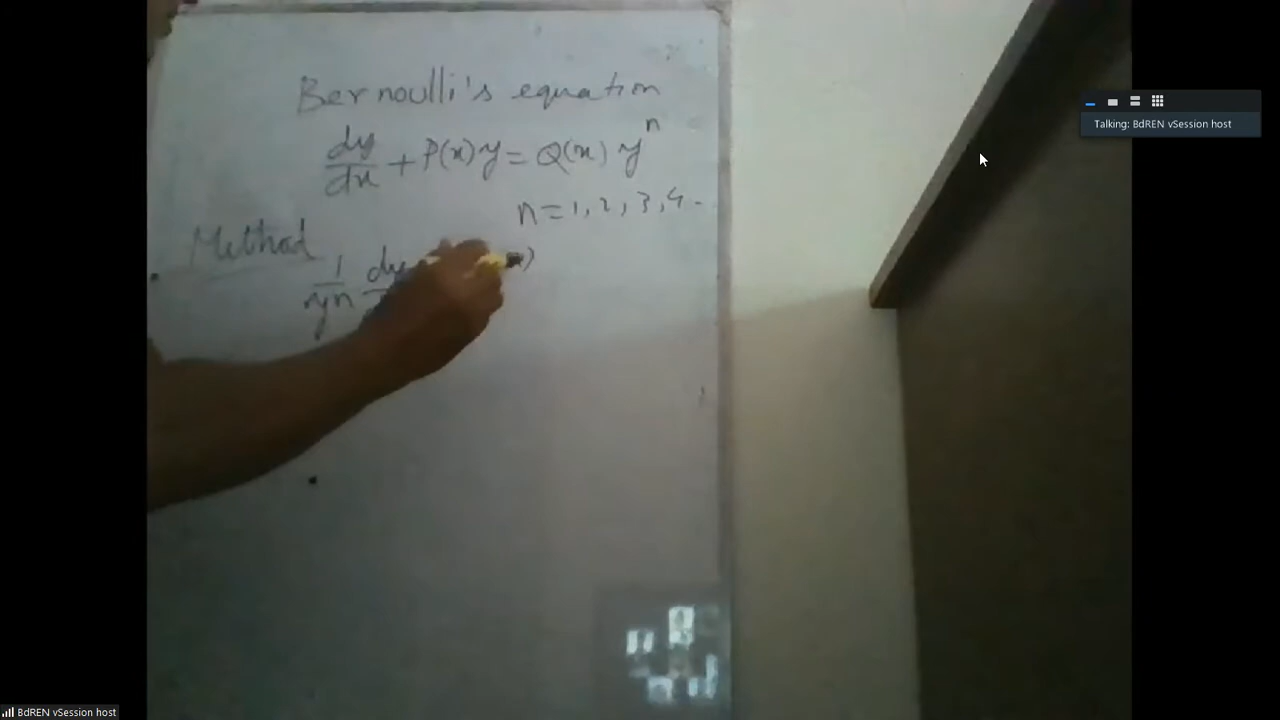 Talking: BdREN vSession host
Bernoulli's equation
dy/dx + P(x)y = Q(x) y^n
n = 1, 2, 3, 4 -
Method
1/y^n dy
BdREN vSession host